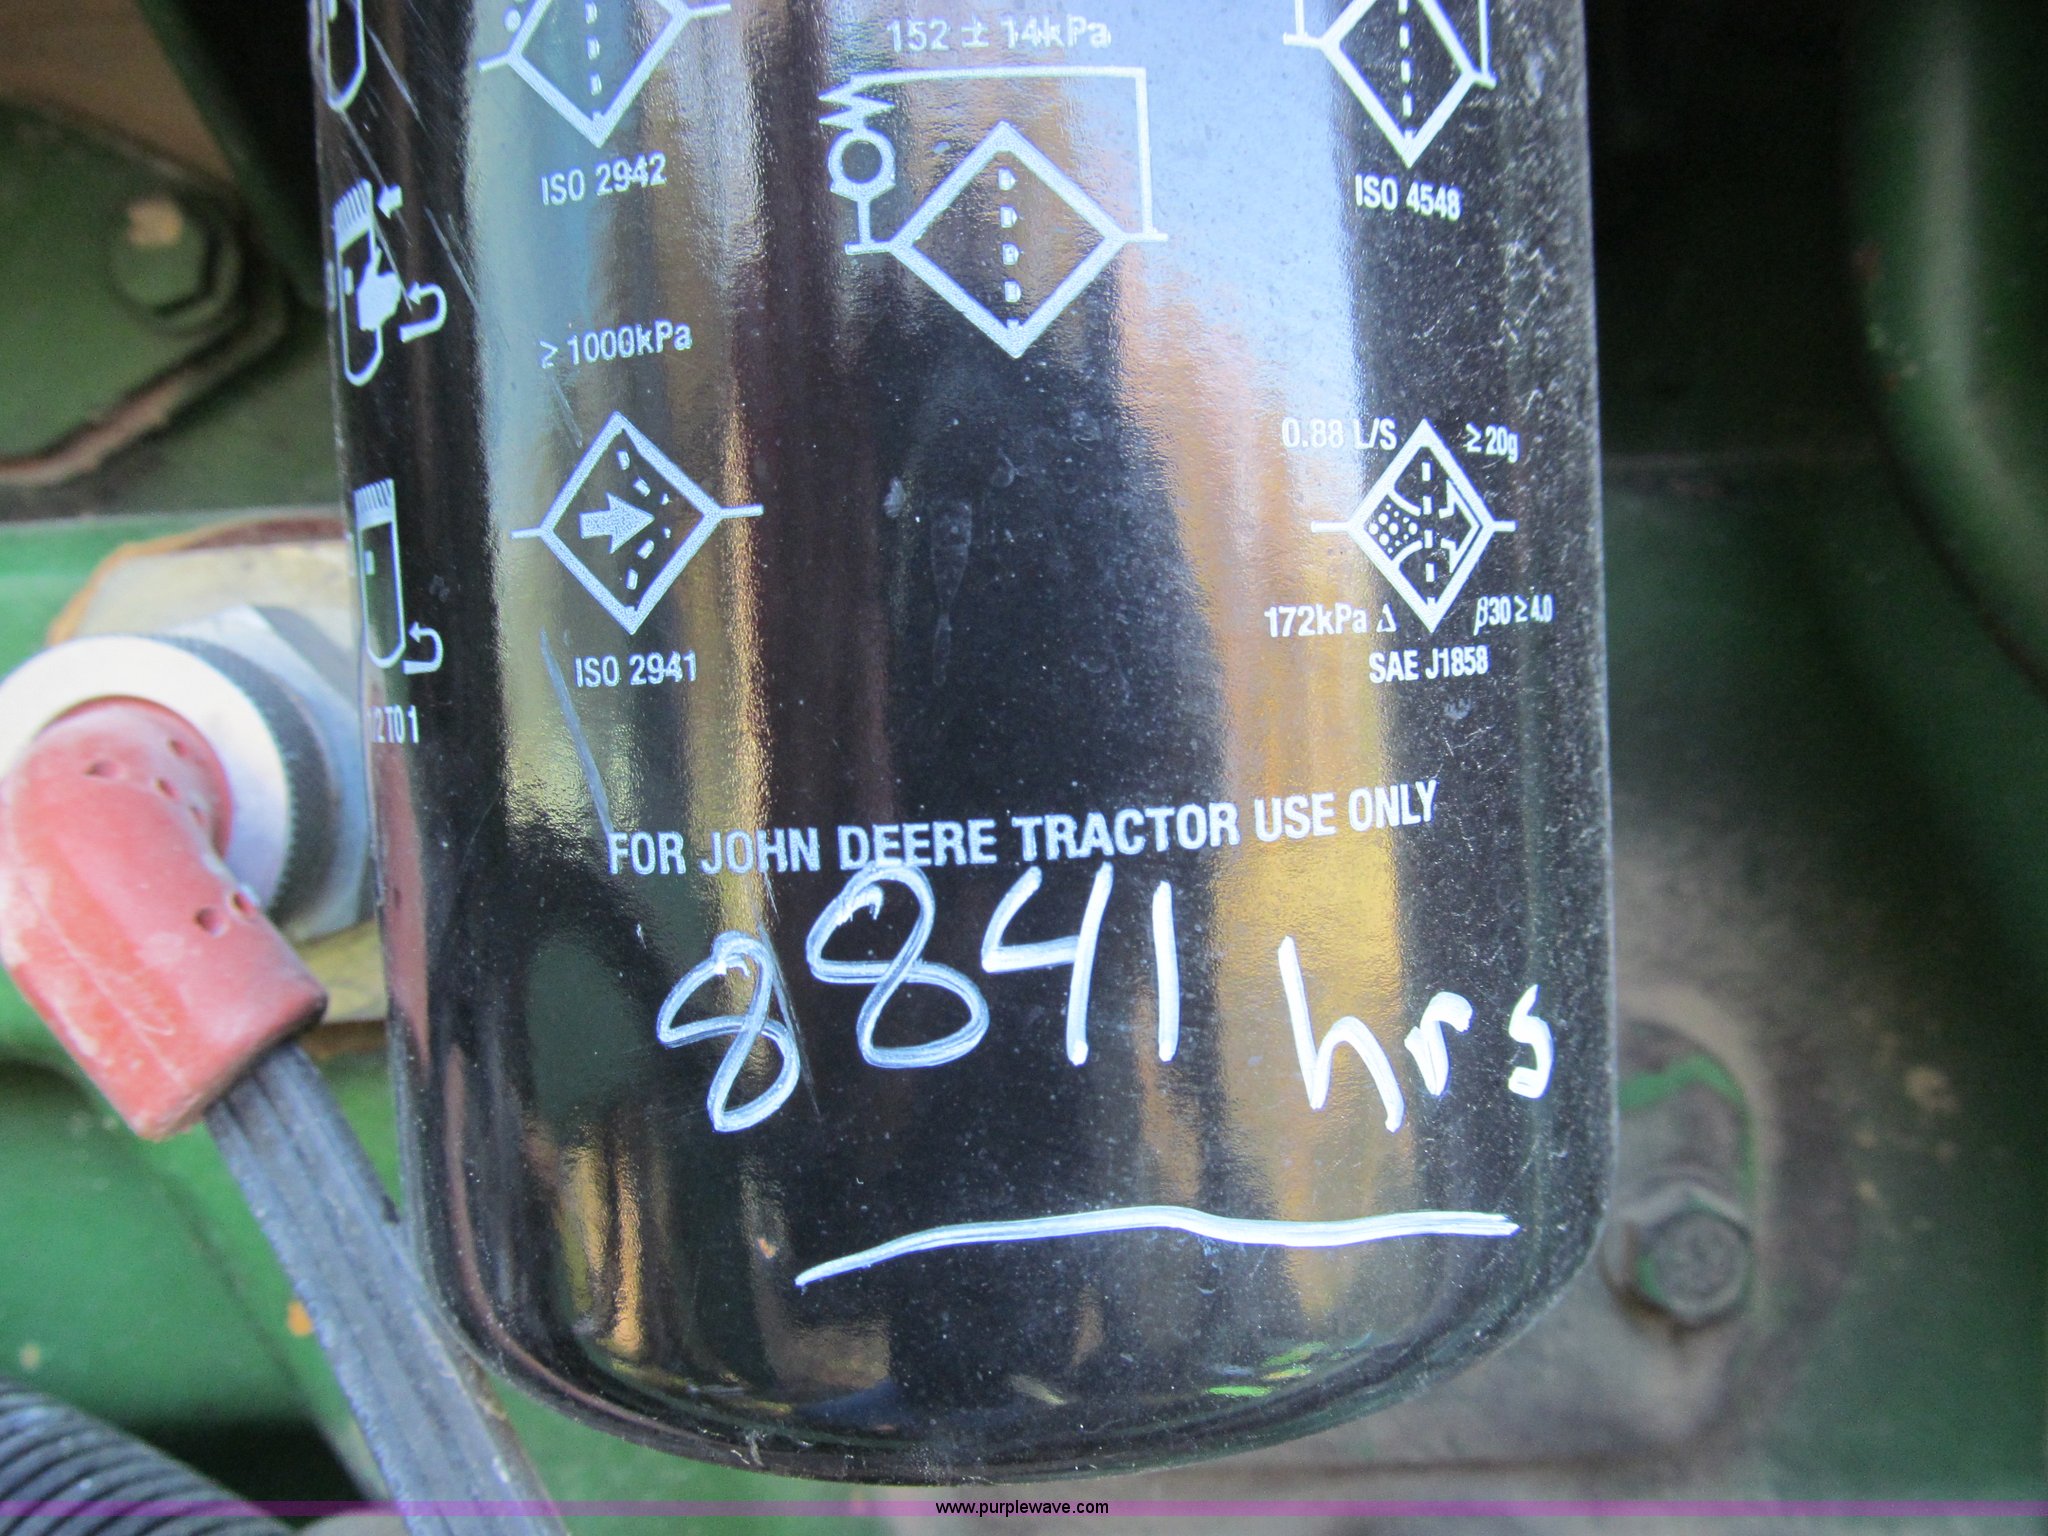 152 ± 14kPa
ISO 2942
ISO 4548
≥ 1000kPa
0.88 L/S ≥ 20g
172kPa Δ β30 ≥ 4.0
ISO 2941
SAE J1858
/2 TO 1
FOR JOHN DEERE TRACTOR USE ONLY
8841 hrs
www.purplewave.com